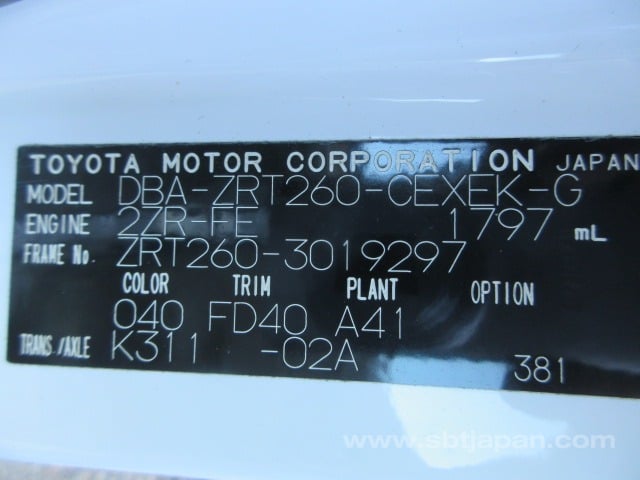 TOYOTA MOTOR CORPORATION JAPAN
MODEL DBA-ZRT260-CEXEK-G
ENGINE 2ZR-FE 1797 mL
FRAME No. ZRT260-3019297
COLOR TRIM PLANT OPTION
040 FD40 A41
TRANS./AXLE K311 -02A
381
www.sbtjapan.com